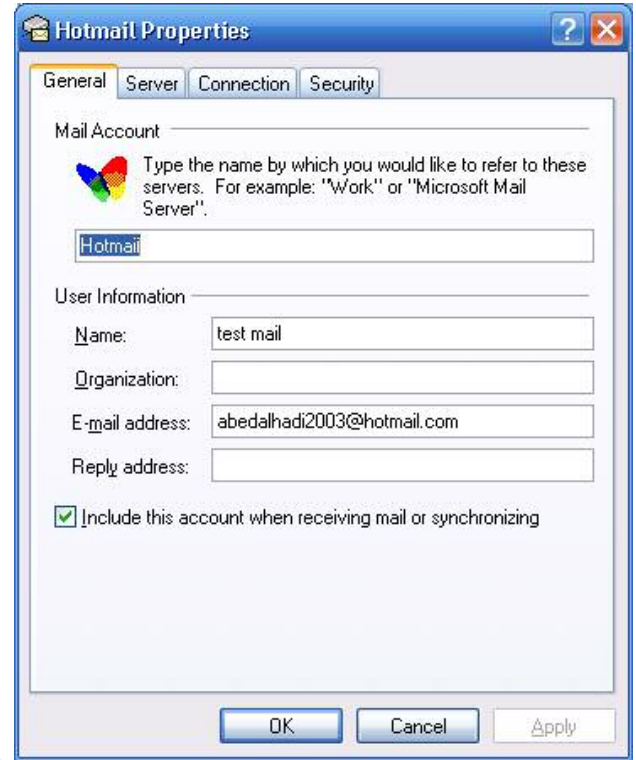 Hotmail Properties
General Server Connection Security
Mail Account
Type the name by which you would like to refer to these
servers. For example: "Work" or "Microsoft Mail
Server".
Hotmail
User Information
Name: test mail
Organization:
E-mail address: abedalhadi2003@hotmail.com
Reply address:
Include this account when receiving mail or synchronizing
OK Cancel Apply